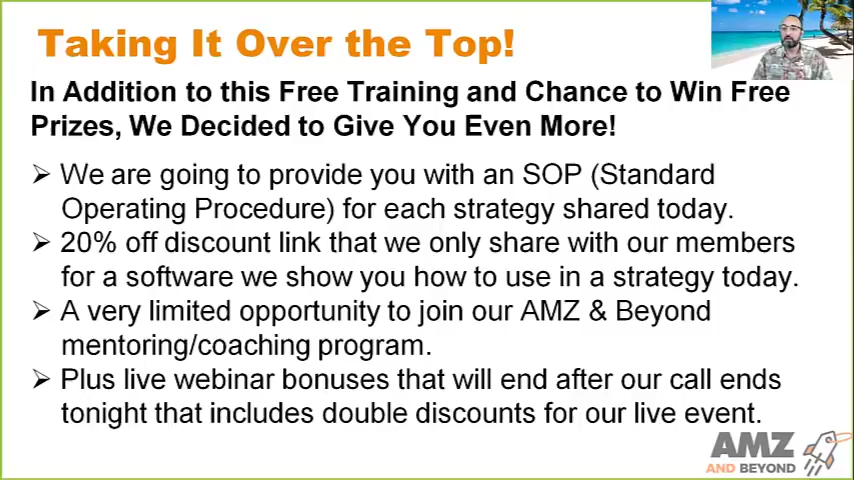 Taking It Over the Top!
In Addition to this Free Training and Chance to Win Free
Prizes, We Decided to Give You Even More!
➢ We are going to provide you with an SOP (Standard
Operating Procedure) for each strategy shared today.
➢ 20% off discount link that we only share with our members
for a software we show you how to use in a strategy today.
➢ A very limited opportunity to join our AMZ & Beyond
mentoring/coaching program.
➢ Plus live webinar bonuses that will end after our call ends
tonight that includes double discounts for our live event.
AMZ
AND BEYOND